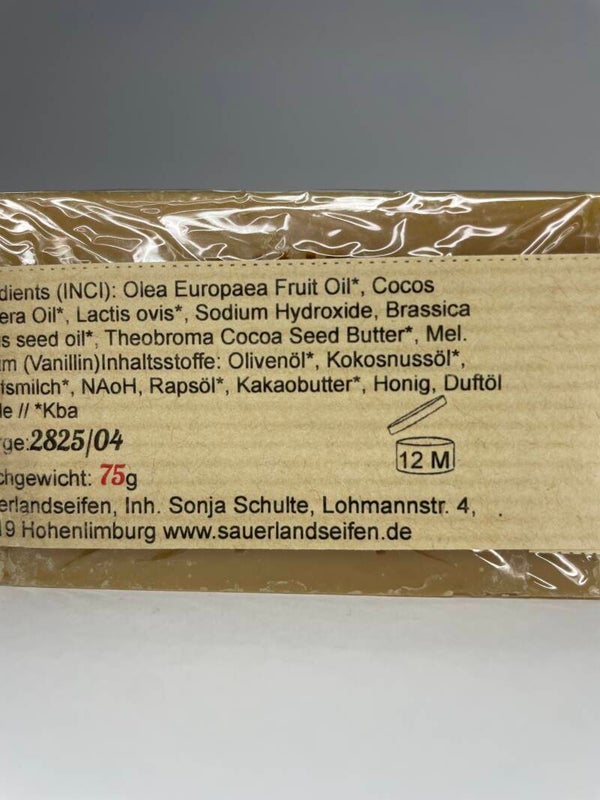 dients (INCI): Olea Europaea Fruit Oil*, Cocos
era Oil*, Lactis ovis*, Sodium Hydroxide, Brassica
s seed oil*, Theobroma Cocoa Seed Butter*, Mel.
m (Vanillin)Inhaltsstoffe: Olivenöl*, Kokosnussöl*,
tsmilch*, NAoH, Rapsöl*, Kakaobutter*, Honig, Duftöl
le // *Kba
rge:2825/04
12 M
chgewicht: 75g
erlandseifen, Inh. Sonja Schulte, Lohmannstr. 4,
19 Hohenlimburg www.sauerlandseifen.de